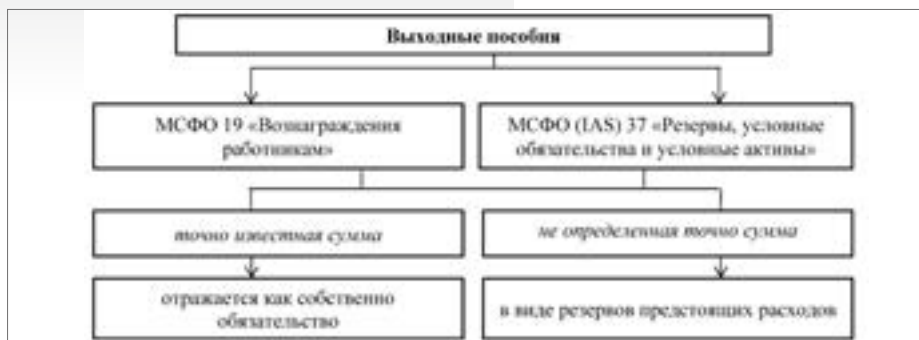 Выходные пособия
МСФО 19 «Вознаграждения
работникам»
МСФО (IAS) 37 «Резервы, условные
обязательства и условные активы»
точно известная сумма
не определенная точно сумма
отражается как собственно
обязательство
в виде резервов предстоящих расходов